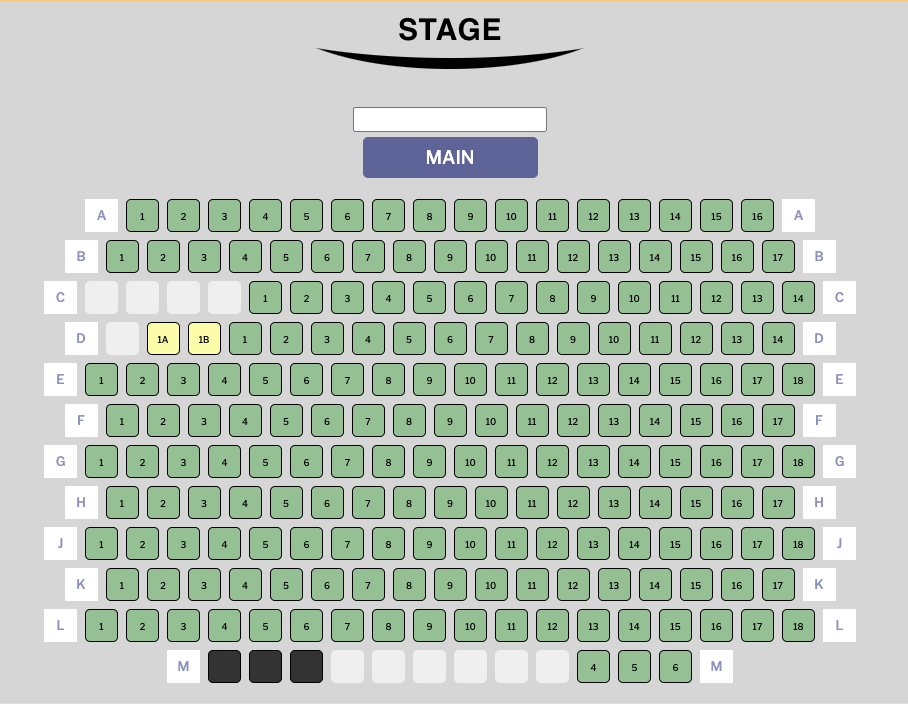 STAGE
MAIN
A 1 2 3 4 5 6 7 8 9 10 11 12 13 14 15 16 A
B 1 2 3 4 5 6 7 8 9 10 11 12 13 14 15 16 17 B
C 1 2 3 4 5 6 7 8 9 10 11 12 13 14 C
D 1A 1B 1 2 3 4 5 6 7 8 9 10 11 12 13 14 D
E 1 2 3 4 5 6 7 8 9 10 11 12 13 14 15 16 17 18 E
F 1 2 3 4 5 6 7 8 9 10 11 12 13 14 15 16 17 F
G 1 2 3 4 5 6 7 8 9 10 11 12 13 14 15 16 17 18 G
H 1 2 3 4 5 6 7 8 9 10 11 12 13 14 15 16 17 H
J 1 2 3 4 5 6 7 8 9 10 11 12 13 14 15 16 17 18 J
K 1 2 3 4 5 6 7 8 9 10 11 12 13 14 15 16 17 K
L 1 2 3 4 5 6 7 8 9 10 11 12 13 14 15 16 17 18 L
M 4 5 6 M